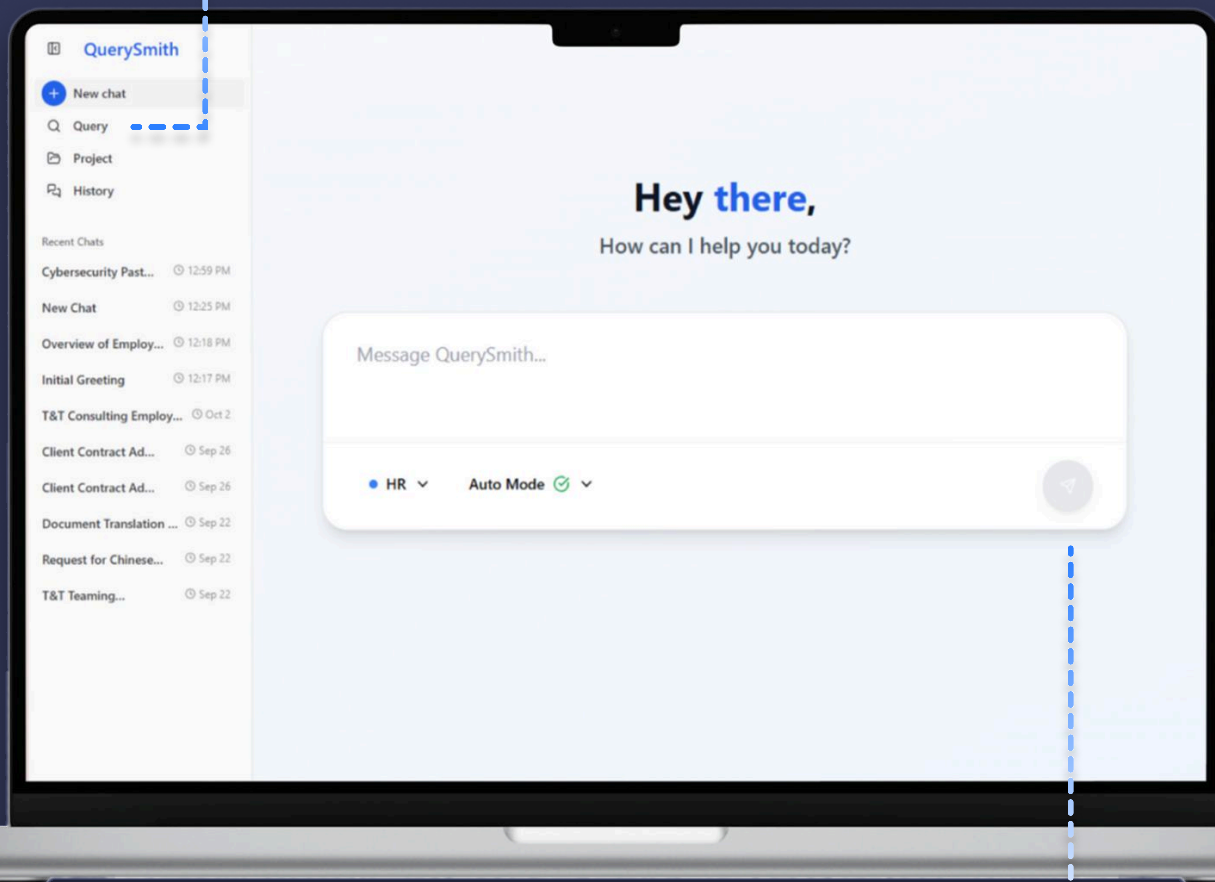 QuerySmith
New chat
Query
Project
History
Recent Chats
Cybersecurity Past... 12:59 PM
New Chat 12:25 PM
Overview of Employ... 12:18 PM
Initial Greeting 12:17 PM
T&T Consulting Employ... Oct 2
Client Contract Ad... Sep 26
Client Contract Ad... Sep 26
Document Translation ... Sep 22
Request for Chinese... Sep 22
T&T Teaming... Sep 22
Hey there,
How can I help you today?
Message QuerySmith...
HR Auto Mode